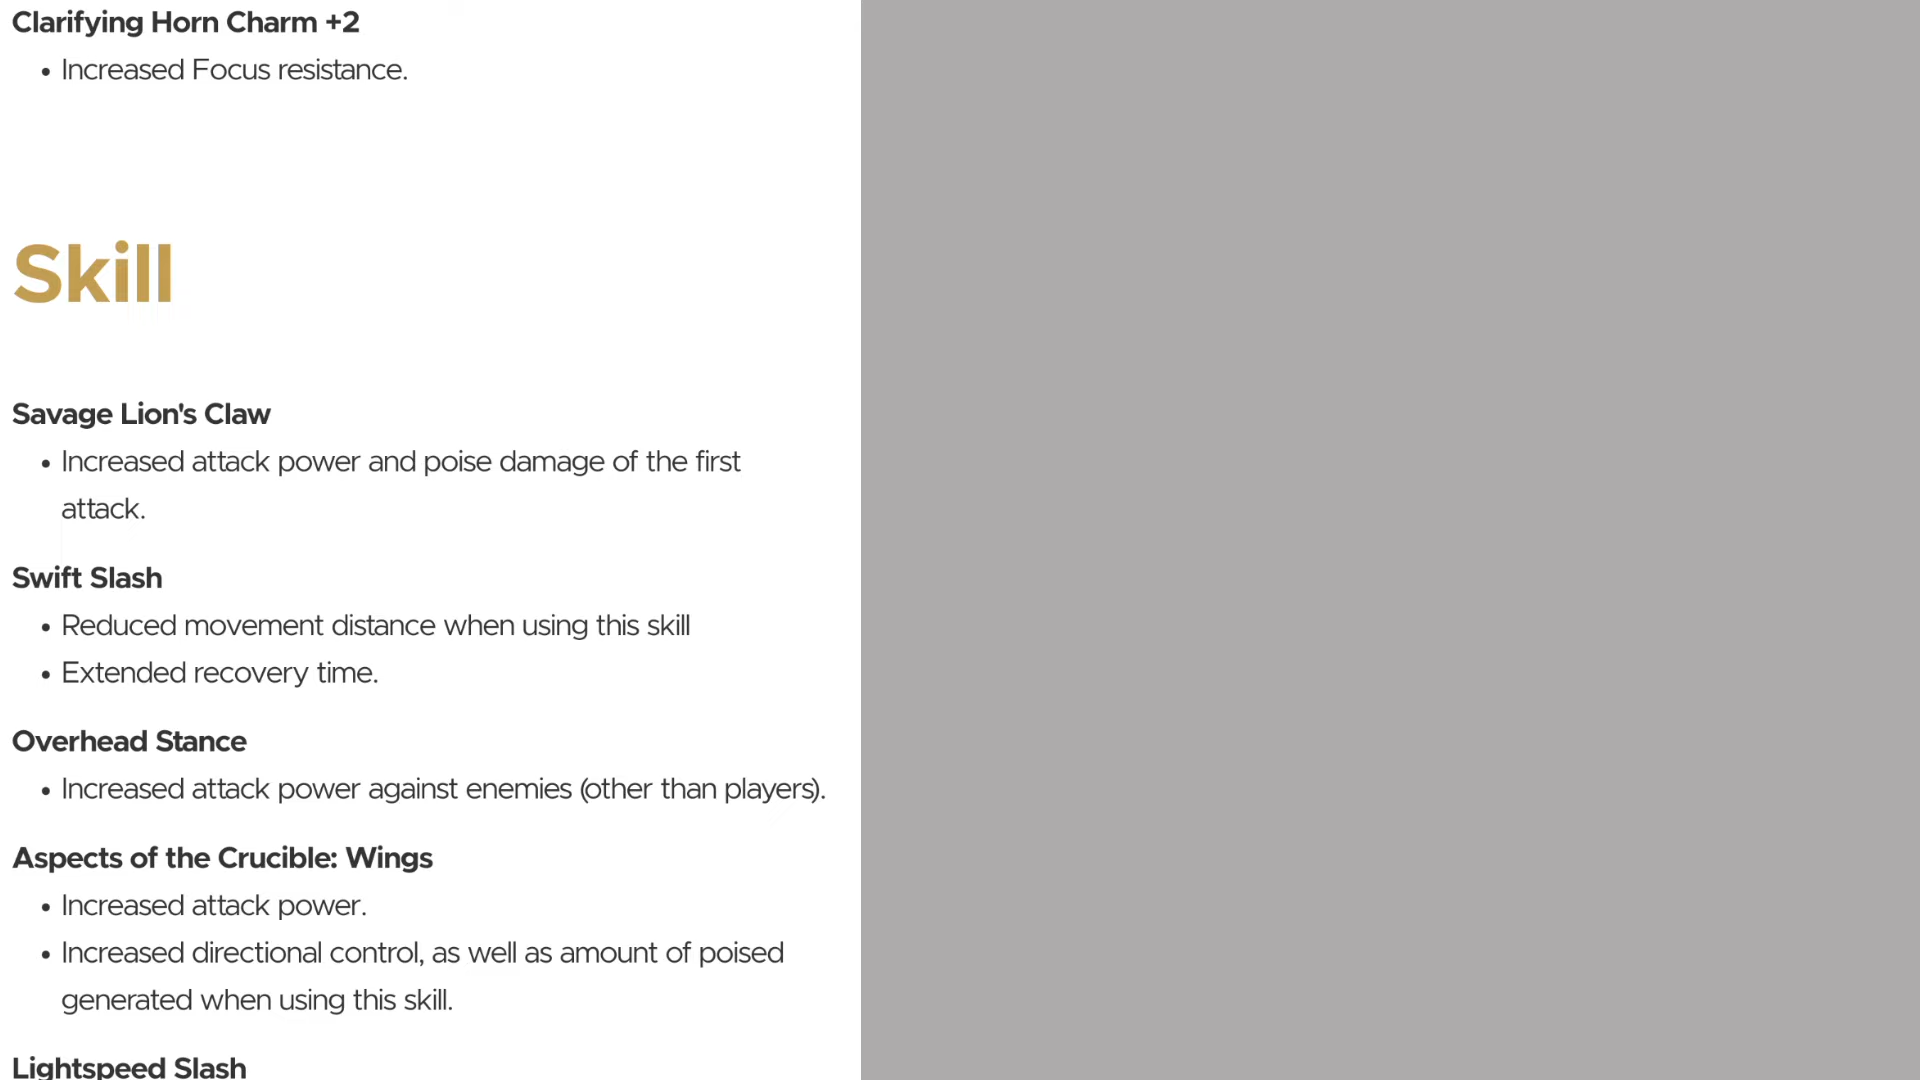 Clarifying Horn Charm +2
• Increased Focus resistance.
Skill
Savage Lion's Claw
• Increased attack power and poise damage of the first
attack.
Swift Slash
• Reduced movement distance when using this skill
• Extended recovery time.
Overhead Stance
• Increased attack power against enemies (other than players).
Aspects of the Crucible: Wings
• Increased attack power.
• Increased directional control, as well as amount of poised
generated when using this skill.
Lightspeed Slash